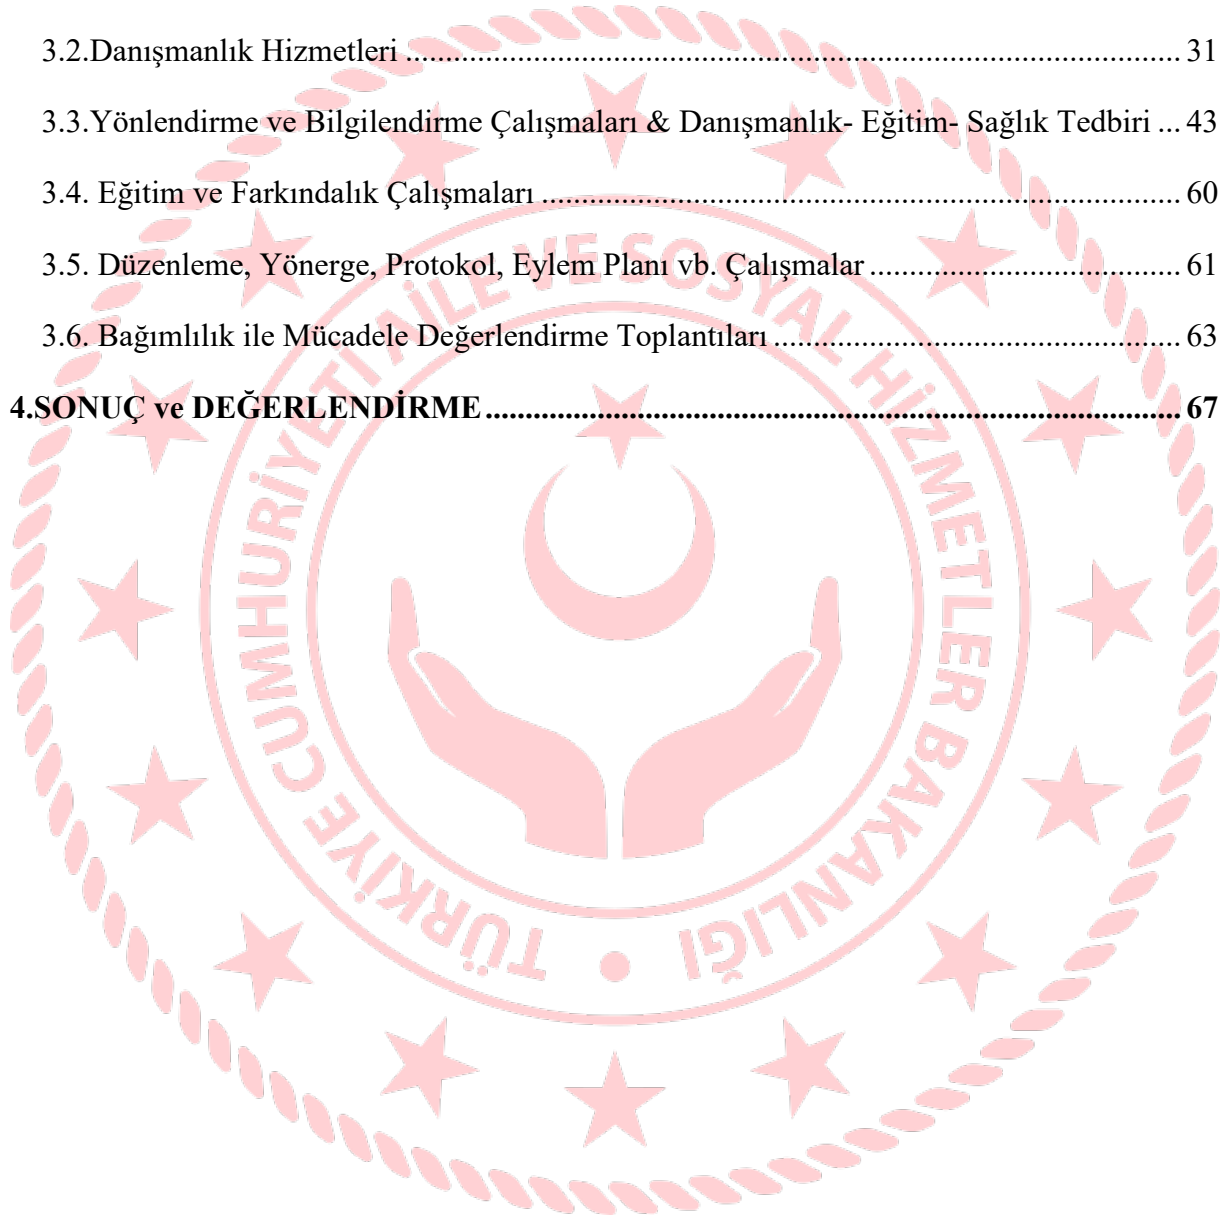 3.2.Danışmanlık Hizmetleri ........................................................................................................ 31
3.3.Yönlendirme ve Bilgilendirme Çalışmaları & Danışmanlık- Eğitim- Sağlık Tedbiri ... 43
3.4. Eğitim ve Farkındalık Çalışmaları ..................................................................................... 60
3.5. Düzenleme, Yönerge, Protokol, Eylem Planı vb. Çalışmalar ......................................... 61
3.6. Bağımlılık ile Mücadele Değerlendirme Toplantıları ...................................................... 63
4.SONUÇ ve DEĞERLENDİRME ............................................................................................ 67
TÜRKİYE CUMHURİYETİ AİLE VE SOSYAL HİZMETLER BAKANLIĞI